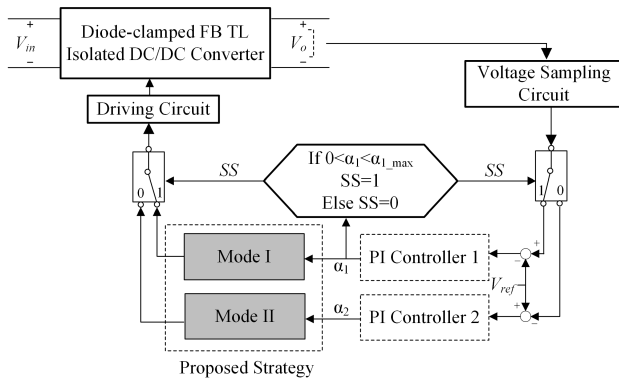 +
V_in
−
Diode-clamped FB TL
Isolated DC/DC Converter
+
V_o
−
Driving Circuit
Voltage Sampling
Circuit
0 1
SS
If 0<α1<α1_max
SS=1
Else SS=0
SS
1 0
Mode I
α1
PI Controller 1
+
−
V_ref
Mode II
α2
PI Controller 2
+
−
Proposed Strategy